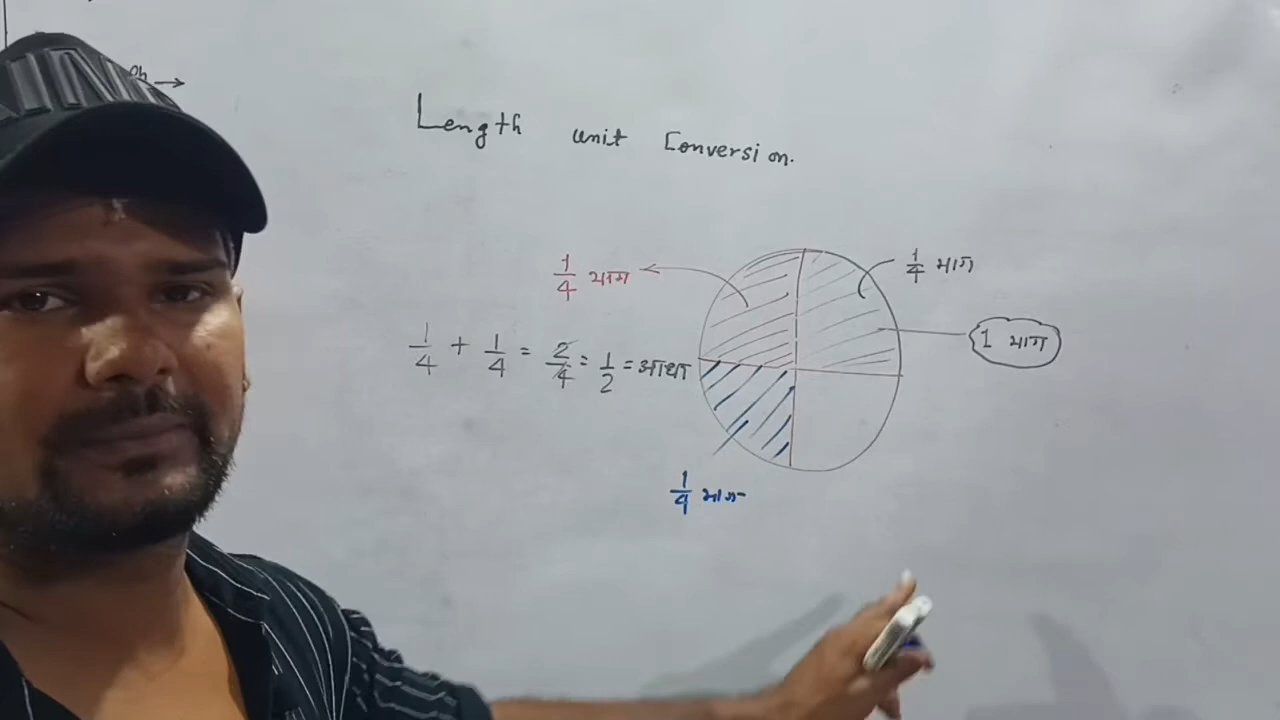 Length unit Conversion.
1/4 भाग
1/4 भाग
1/4 + 1/4 = 2/4 = 1/2 = आधा
1 भाग
1/4 भाग